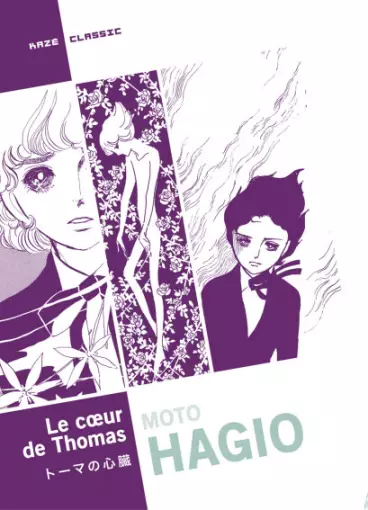 KAZE CLASSIC
Le cœur
de Thomas
トーマの心臓
MOTO
HAGIO